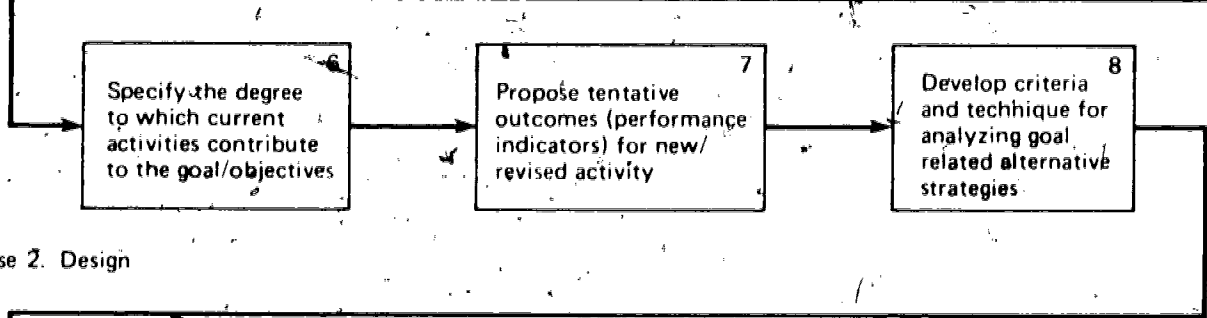 6
Specify the degree
to which current
activities contribute
to the goal/objectives
7
Propose tentative
outcomes (performance
indicators) for new/
revised activity
8
Develop criteria
and techhique for
analyzing goal
related alternative
strategies
se 2. Design